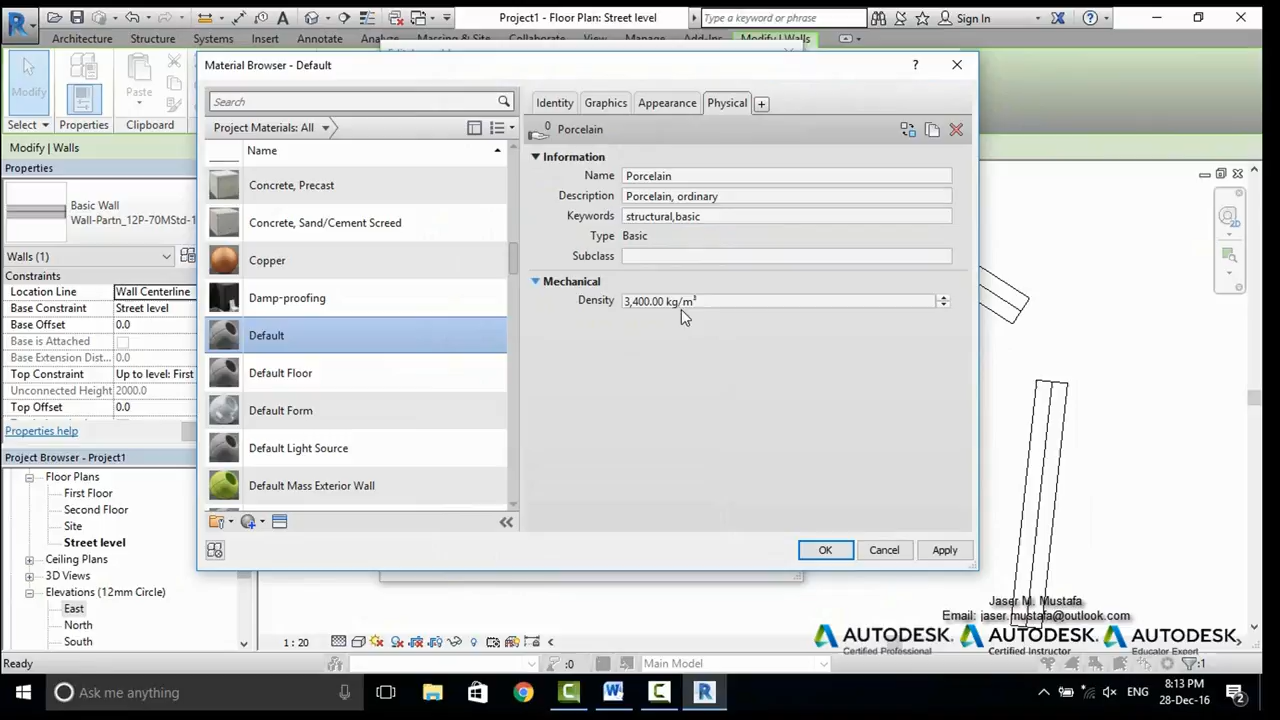 Project1 - Floor Plan: Street level
Type a keyword or phrase
Sign In
Architecture
Structure
Systems
Insert
Annotate
Modify | Walls
Modify
Paste
Select
Properties
Clipboard
Modify | Walls
Properties
Basic Wall
Wall-Partn_12P-70MStd-1
Walls (1)
Constraints
Location Line Wall Centerline
Base Constraint Street level
Base Offset 0.0
Base is Attached
Base Extension Dist...
Top Constraint Up to level: First
Unconnected Height 2000.0
Top Offset 0.0
Properties help
Project Browser - Project1
Floor Plans
First Floor
Second Floor
Site
Street level
Ceiling Plans
3D Views
Elevations (12mm Circle)
East
North
South
Material Browser - Default
Search
Project Materials: All
Name
Concrete, Precast
Concrete, Sand/Cement Screed
Copper
Damp-proofing
Default
Default Floor
Default Form
Default Light Source
Default Mass Exterior Wall
Identity
Graphics
Appearance
Physical
0
Porcelain
Information
Name Porcelain
Description Porcelain, ordinary
Keywords structural,basic
Type Basic
Subclass
Mechanical
Density 3,400.00 kg/m³
OK
Cancel
Apply
2D
Jaser M. Mustafa
Email: jaser.mustafa@outlook.com
AUTODESK. AUTODESK. AUTODESK.
Certified Professional Certified Instructor Educator Expert
1 : 20
Ready
:0
Main Model
:1
Ask me anything
ENG
8:13 PM
28-Dec-16
2